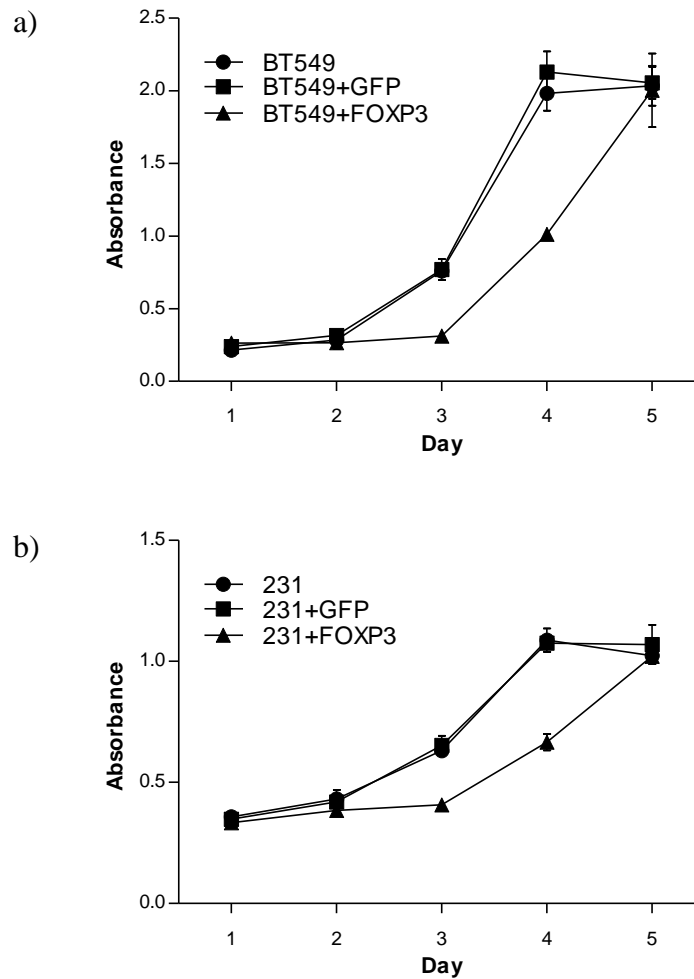 a)
2.5
BT549
BT549+GFP
BT549+FOXP3
2.0
1.5
Absorbance
1.0
0.5
0.0
1 2 3 4 5
Day
b)
1.5
231
231+GFP
231+FOXP3
1.0
Absorbance
0.5
0.0
1 2 3 4 5
Day